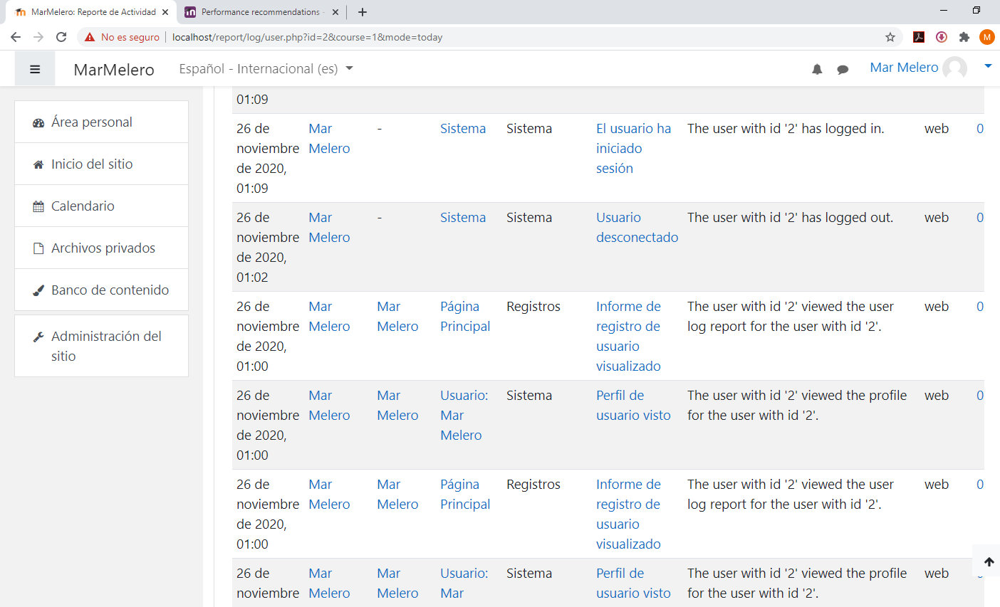 MarMelero: Reporte de Actividad
Performance recommendations -
No es seguro
localhost/report/log/user.php?id=2&course=1&mode=today
M
MarMelero
Español - Internacional (es)
Mar Melero
Área personal
Inicio del sitio
Calendario
Archivos privados
Banco de contenido
Administración del
sitio
01:09
26 de Mar - Sistema Sistema El usuario ha The user with id '2' has logged in. web 0
noviembre Melero iniciado
de 2020, sesión
01:09
26 de Mar - Sistema Sistema Usuario The user with id '2' has logged out. web 0
noviembre Melero desconectado
de 2020,
01:02
26 de Mar Mar Página Registros Informe de The user with id '2' viewed the user web 0
noviembre Melero Melero Principal registro de log report for the user with id '2'.
de 2020, usuario
01:00 visualizado
26 de Mar Mar Usuario: Sistema Perfil de The user with id '2' viewed the profile web 0
noviembre Melero Melero Mar usuario visto for the user with id '2'.
de 2020, Melero
01:00
26 de Mar Mar Página Registros Informe de The user with id '2' viewed the user web 0
noviembre Melero Melero Principal registro de log report for the user with id '2'.
de 2020, usuario
01:00 visualizado
26 de Mar Mar Usuario: Sistema Perfil de The user with id '2' viewed the profile web
noviembre Melero Melero Mar usuario visto for the user with id '2'.